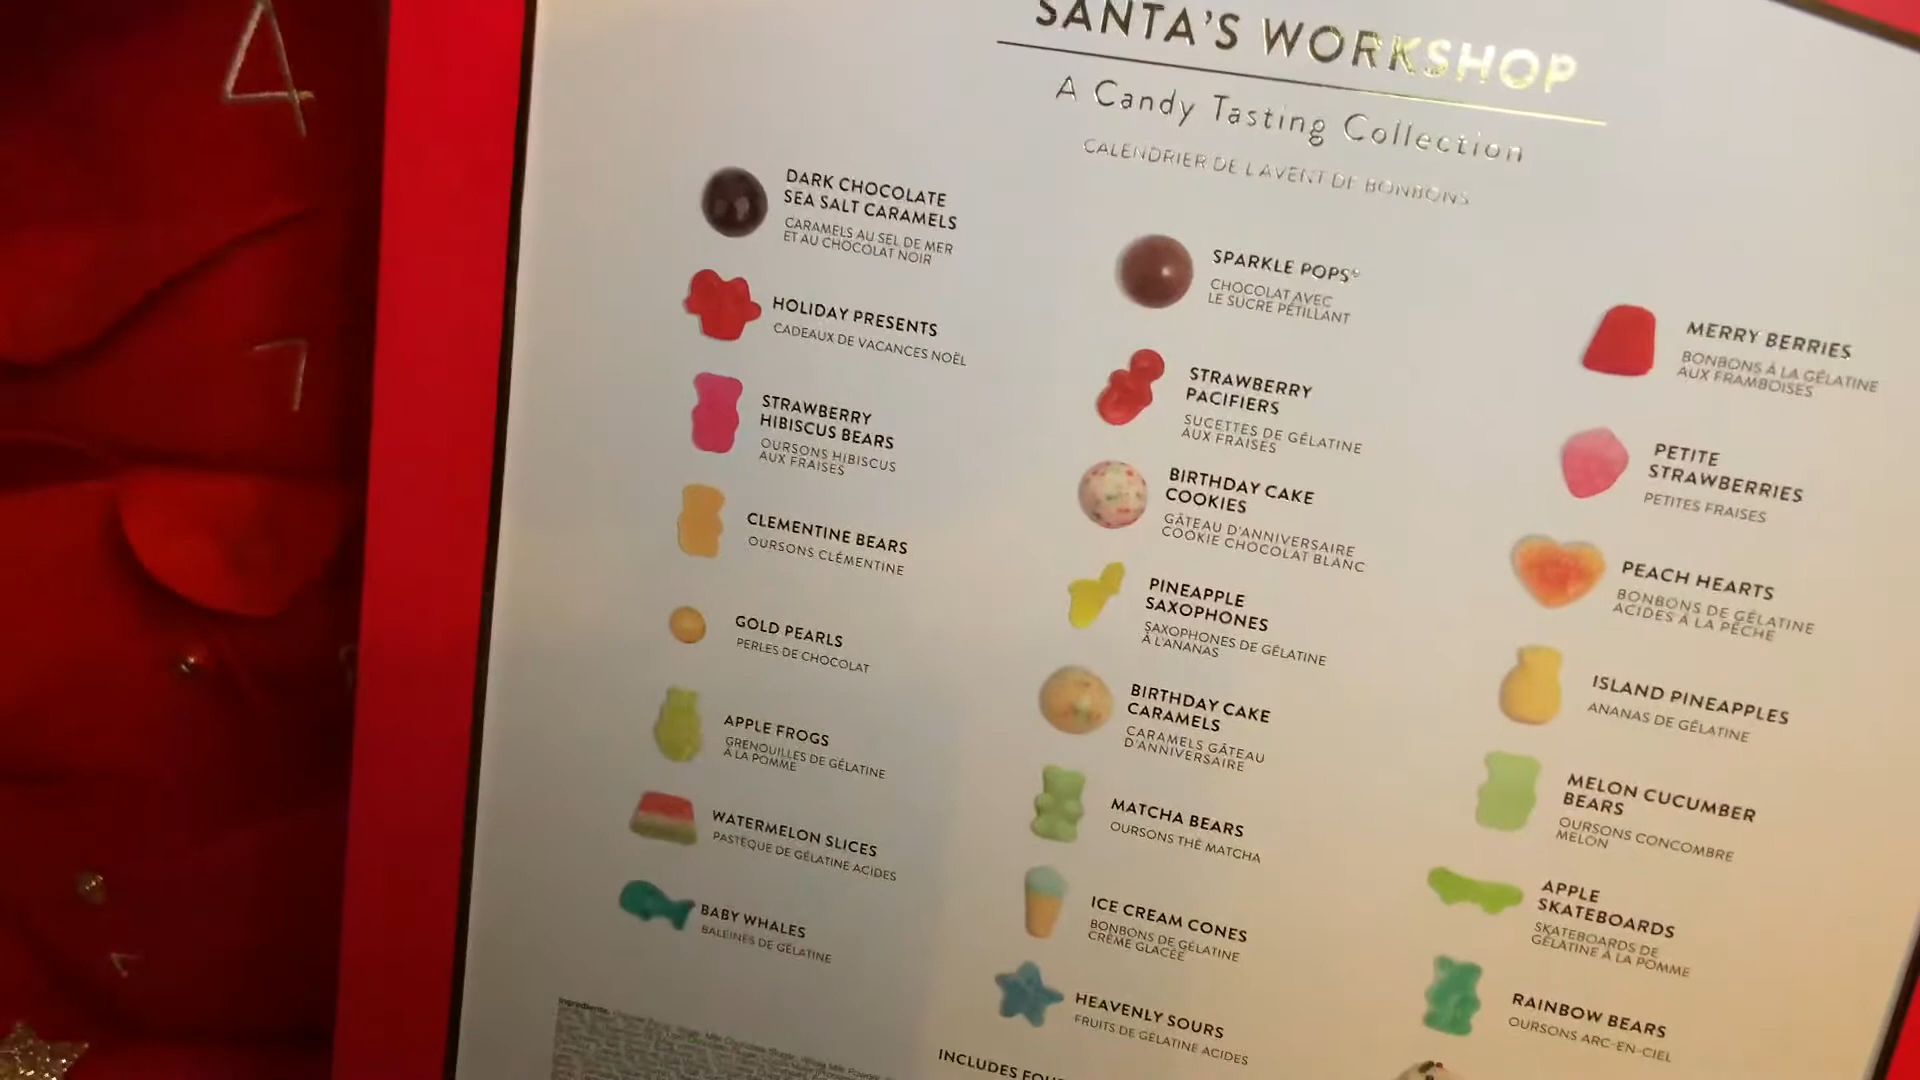 4
7
SANTA'S WORKSHOP
A Candy Tasting Collection
CALENDRIER DE L'AVENT DE BONBONS
DARK CHOCOLATE
SEA SALT CARAMELS
CARAMELS AU SEL DE MER
ET AU CHOCOLAT NOIR
HOLIDAY PRESENTS
CADEAUX DE VACANCES NOËL
STRAWBERRY
HIBISCUS BEARS
OURSONS HIBISCUS
AUX FRAISES
CLEMENTINE BEARS
OURSONS CLÉMENTINE
GOLD PEARLS
PERLES DE CHOCOLAT
APPLE FROGS
GRENOUILLES DE GÉLATINE
À LA POMME
WATERMELON SLICES
PASTÈQUE DE GÉLATINE ACIDES
BABY WHALES
BALEINES DE GÉLATINE
SPARKLE POPS®
CHOCOLAT AVEC
LE SUCRE PÉTILLANT
STRAWBERRY
PACIFIERS
SUCETTES DE GÉLATINE
AUX FRAISES
BIRTHDAY CAKE
COOKIES
GÂTEAU D'ANNIVERSAIRE
COOKIE CHOCOLAT BLANC
PINEAPPLE
SAXOPHONES
SAXOPHONES DE GÉLATINE
À L'ANANAS
BIRTHDAY CAKE
CARAMELS
CARAMELS GÂTEAU
D'ANNIVERSAIRE
MATCHA BEARS
OURSONS THÉ MATCHA
ICE CREAM CONES
BONBONS DE GÉLATINE
CRÈME GLACÉE
HEAVENLY SOURS
FRUITS DE GÉLATINE ACIDES
MERRY BERRIES
BONBONS À LA GÉLATINE
AUX FRAMBOISES
PETITE
STRAWBERRIES
PETITES FRAISES
PEACH HEARTS
BONBONS DE GÉLATINE
ACIDES À LA PÊCHE
ISLAND PINEAPPLES
ANANAS DE GÉLATINE
MELON CUCUMBER
BEARS
OURSONS CONCOMBRE
MELON
APPLE
SKATEBOARDS
SKATEBOARDS DE
GÉLATINE À LA POMME
RAINBOW BEARS
OURSONS ARC-EN-CIEL
Ingredients:
INCLUDES